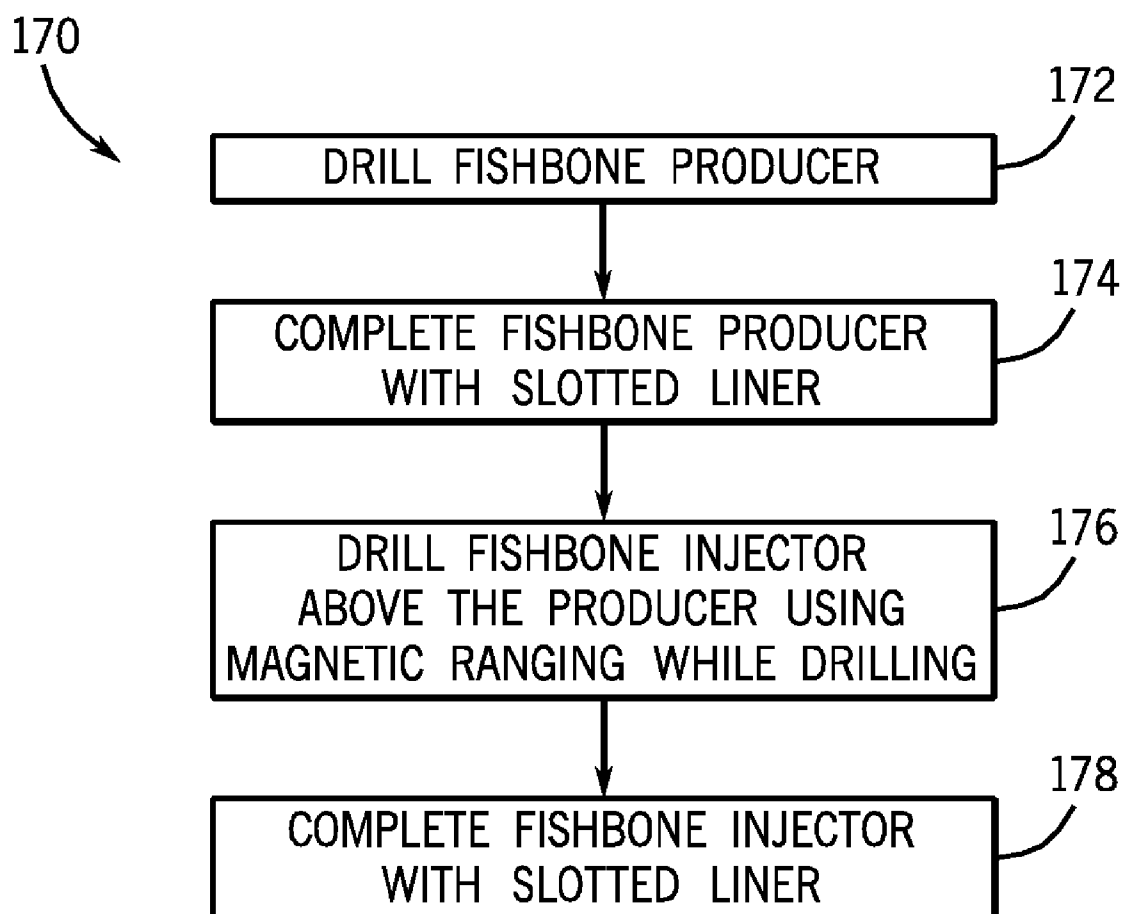 170
172
DRILL FISHBONE PRODUCER
174
COMPLETE FISHBONE PRODUCER
WITH SLOTTED LINER
176
DRILL FISHBONE INJECTOR
ABOVE THE PRODUCER USING
MAGNETIC RANGING WHILE DRILLING
178
COMPLETE FISHBONE INJECTOR
WITH SLOTTED LINER